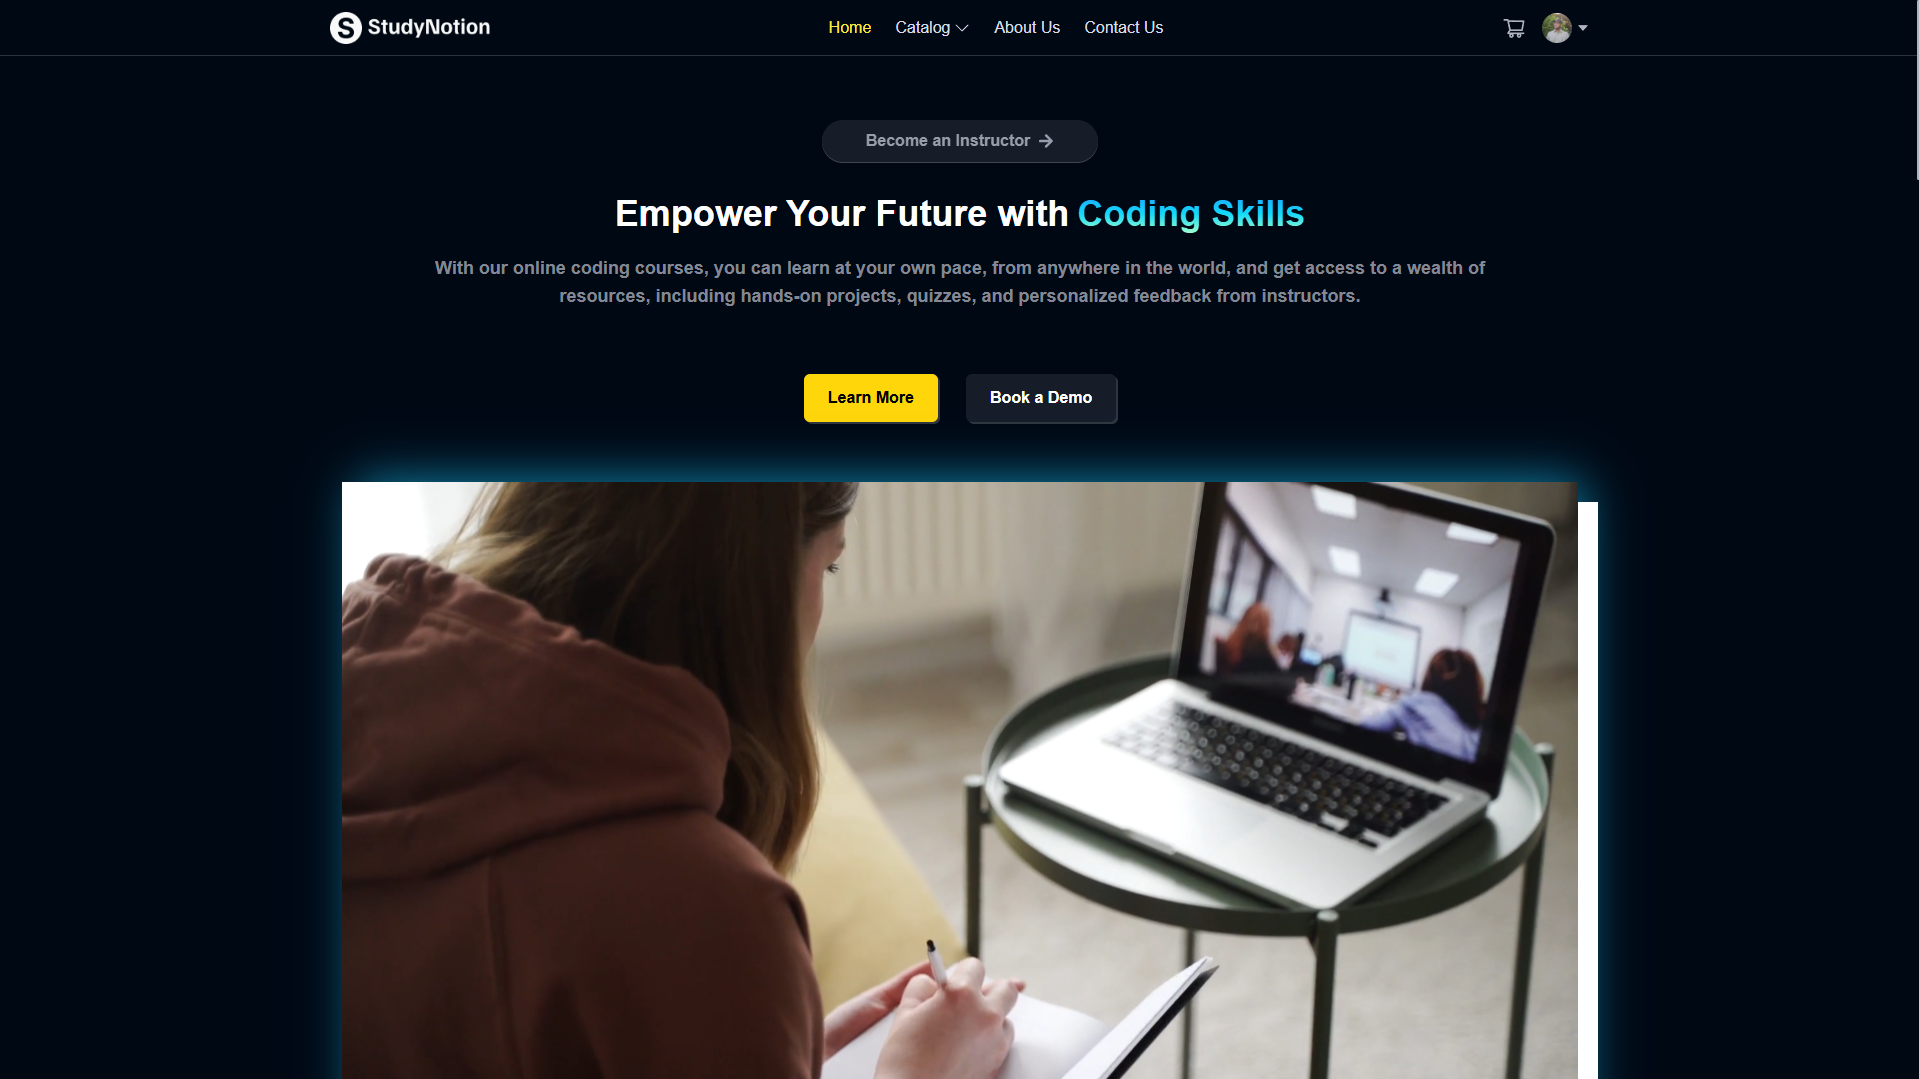 S StudyNotion
Home Catalog About Us Contact Us
Become an Instructor
Empower Your Future with Coding Skills
With our online coding courses, you can learn at your own pace, from anywhere in the world, and get access to a wealth of
resources, including hands-on projects, quizzes, and personalized feedback from instructors.
Learn More
Book a Demo